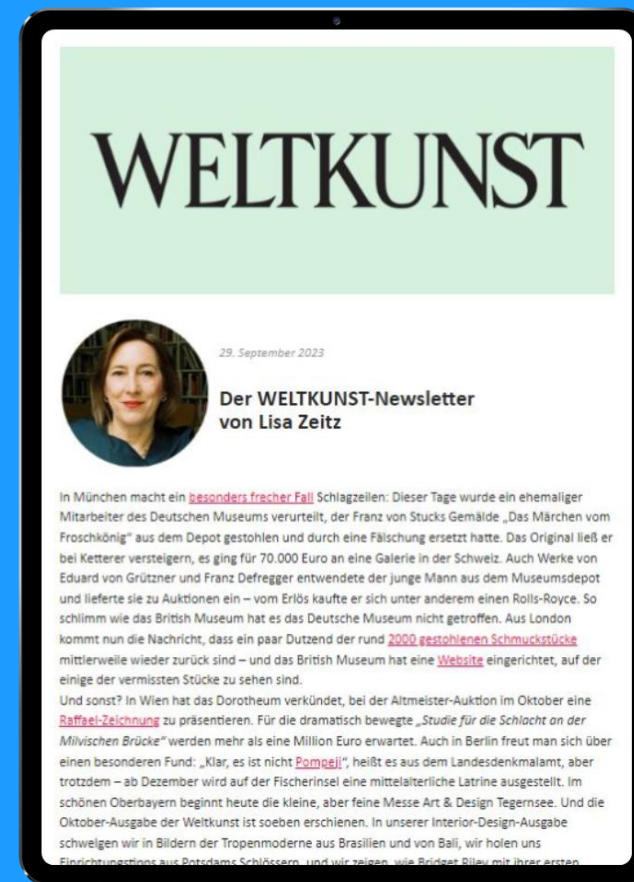 WELTKUNST
29. September 2023
Der WELTKUNST-Newsletter
von Lisa Zeitz
In München macht ein besonders frecher Fall Schlagzeilen: Dieser Tage wurde ein ehemaliger
Mitarbeiter des Deutschen Museums verurteilt, der Franz von Stucks Gemälde „Das Märchen vom
Froschkönig“ aus dem Depot gestohlen und durch eine Fälschung ersetzt hatte. Das Original ließ er
bei Ketterer versteigern, es ging für 70.000 Euro an eine Galerie in der Schweiz. Auch Werke von
Eduard von Grützner und Franz Defregger entwendete der junge Mann aus dem Museumsdepot
und lieferte sie zu Auktionen ein – vom Erlös kaufte er sich unter anderem einen Rolls-Royce. So
schlimm wie das British Museum hat es das Deutsche Museum nicht getroffen. Aus London
kommt nun die Nachricht, dass ein paar Dutzend der rund 2000 gestohlenen Schmuckstücke
mittlerweile wieder zurück sind – und das British Museum hat eine Website eingerichtet, auf der
einige der vermissten Stücke zu sehen sind.
Und sonst? In Wien hat das Dorotheum verkündet, bei der Altmeister-Auktion im Oktober eine
Raffael-Zeichnung zu präsentieren. Für die dramatisch bewegte „Studie für die Schlacht an der
Milvischen Brücke“ werden mehr als eine Million Euro erwartet. Auch in Berlin freut man sich über
einen besonderen Fund: „Klar, es ist nicht Pompeji“, heißt es aus dem Landesdenkmalamt, aber
trotzdem – ab Dezember wird auf der Fischerinsel eine mittelalterliche Latrine ausgestellt. Im
schönen Oberbayern beginnt heute die kleine, aber feine Messe Art & Design Tegernsee. Und die
Oktober-Ausgabe der Weltkunst ist soeben erschienen. In unserer Interior-Design-Ausgabe
schwelgen wir in Bildern der Tropenmoderne aus Brasilien und von Bali, wir holen uns
Einrichtungstipps aus Potsdams Schlössern, und wir zeigen, wie Bridget Riley mit ihrer ersten